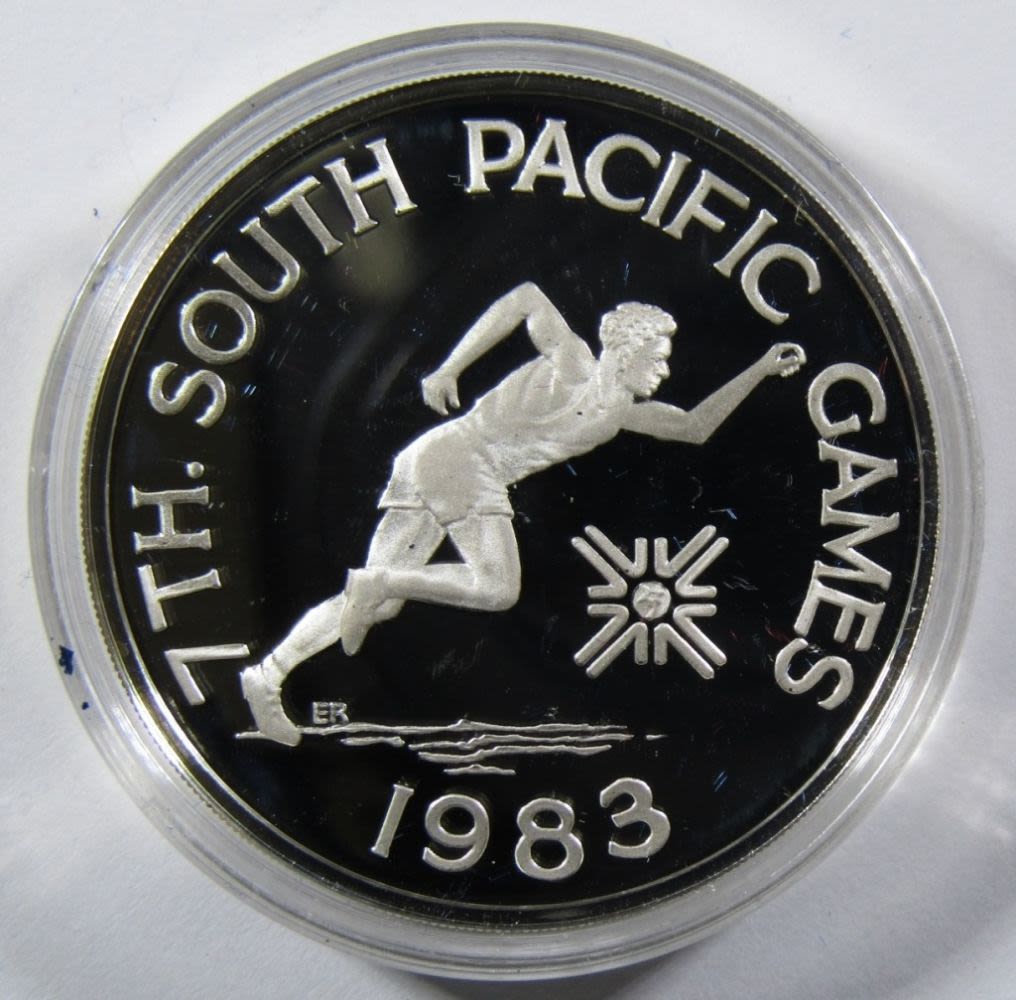 7TH. SOUTH PACIFIC GAMES
ER
1983